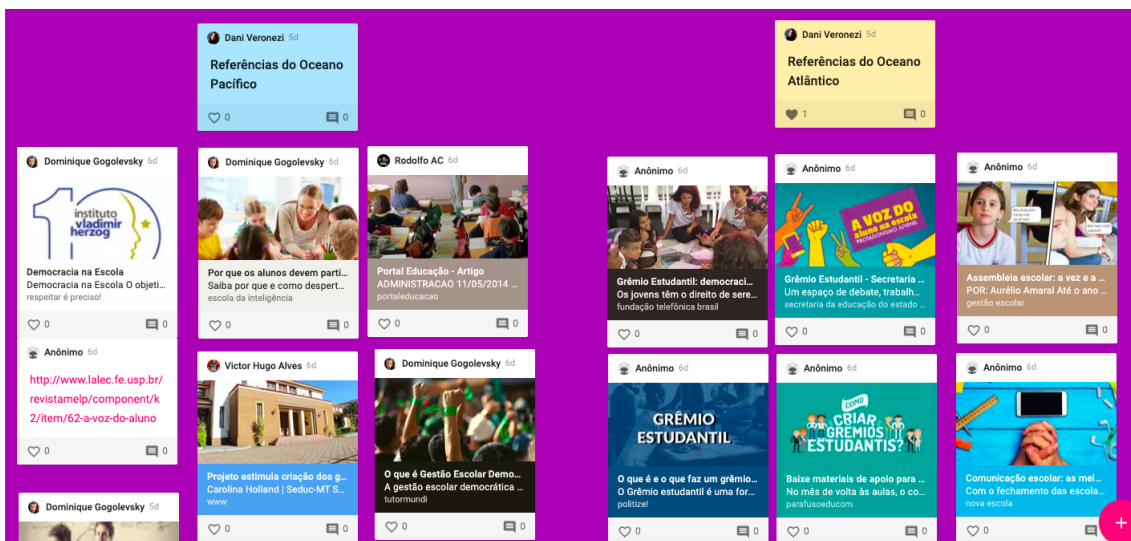 Dani Veronezi 5d
Referências do Oceano
Pacífico
0 0
Dani Veronezi 5d
Referências do Oceano
Atlântico
1 0
Dominique Gogolevsky 6d
10
instituto
vladimir
herzog
Democracia na Escola
Democracia na Escola O objeti...
respeitar é preciso!
0 0
Dominique Gogolevsky 6d
Por que os alunos devem parti...
Saiba por que e como despert...
escola da inteligência
0 0
Rodolfo AC 6d
Portal Educação - Artigo
ADMINISTRACAO 11/05/2014 ...
portaleducacao
0 0
Anônimo 6d
http://www.lalec.fe.usp.br/
revistamelp/component/k
2/item/62-a-voz-do-aluno
0 0
Victor Hugo Alves 6d
Projeto estimula criação dos g...
Carolina Holland | Seduc-MT S...
www
0 0
Dominique Gogolevsky 6d
O que é Gestão Escolar Demo...
A gestão escolar democrática ...
tutormundi
0 0
Dominique Gogolevsky 5d
Anônimo 6d
Grêmio Estudantil: democraci...
Os jovens têm o direito de sere...
fundação telefônica brasil
0 0
Anônimo 6d
A VOZ DO
aluno na escola
PROTAGONISMO JUVENIL
Grêmio Estudantil - Secretaria ...
Um espaço de debate, trabalh...
secretaria da educação do estado ...
0 0
Anônimo 6d
Assembleia escolar: a vez e a ...
POR: Aurélio Amaral Até o ano ...
gestão escolar
0 0
Anônimo 6d
GRÊMIO
ESTUDANTIL
O que é e o que faz um grêmio...
O Grêmio estudantil é uma for...
politize!
0 0
Anônimo 6d
COMO
CRIAR
GRÊMIOS
ESTUDANTIS?
Baixe materiais de apoio para ...
No mês de volta às aulas, o co...
parafusoeducom
0 0
Anônimo 6d
Comunicação escolar: as mel...
Com o fechamento das escola...
nova escola
0
+